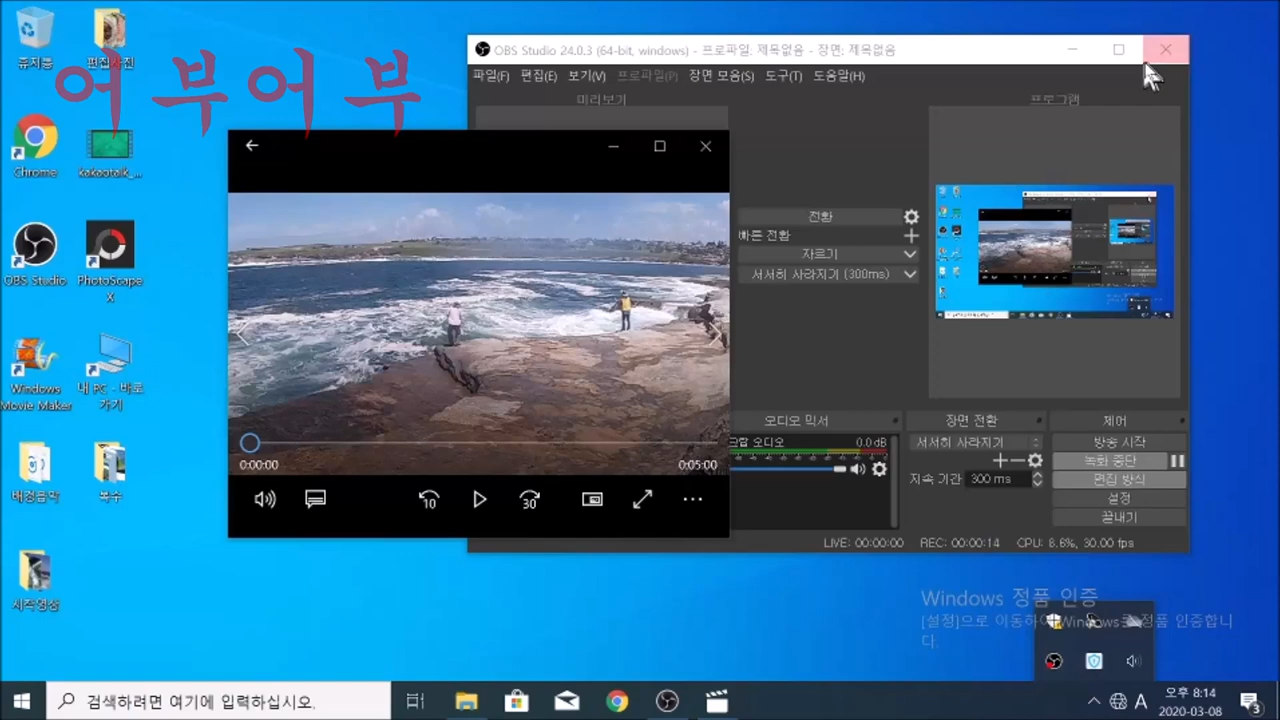 휴지통
편집사진
어부어부
Chrome
kakaotalk_...
OBS Studio
PhotoScape
X
Windows
Movie Maker
내 PC - 바로
가기
배경음악
복수
시작영상
OBS Studio 24.0.3 (64-bit, windows) - 프로파일: 제목없음 - 장면: 제목없음
파일(F) 편집(E) 보기(V) 프로파일(P) 장면 모음(S) 도구(T) 도움말(H)
미리보기
프로그램
전환
빠른 전환
자르기
서서히 사라지기 (300ms)
0:00:00
0:05:00
10
30
오디오 믹서
장면 전환
제어
오디오
0.0 dB
서서히 사라지기
지속 기간 300 ms
방송 시작
녹화 중단
편집 방식
설정
끝내기
LIVE: 00:00:00 REC: 00:00:14 CPU: 8.6%, 30.00 fps
Windows 정품 인증
[설정]으로 이동하여 Windows를 정품 인증합니
다.
검색하려면 여기에 입력하십시오.
A
오후 8:14
2020-03-08
3